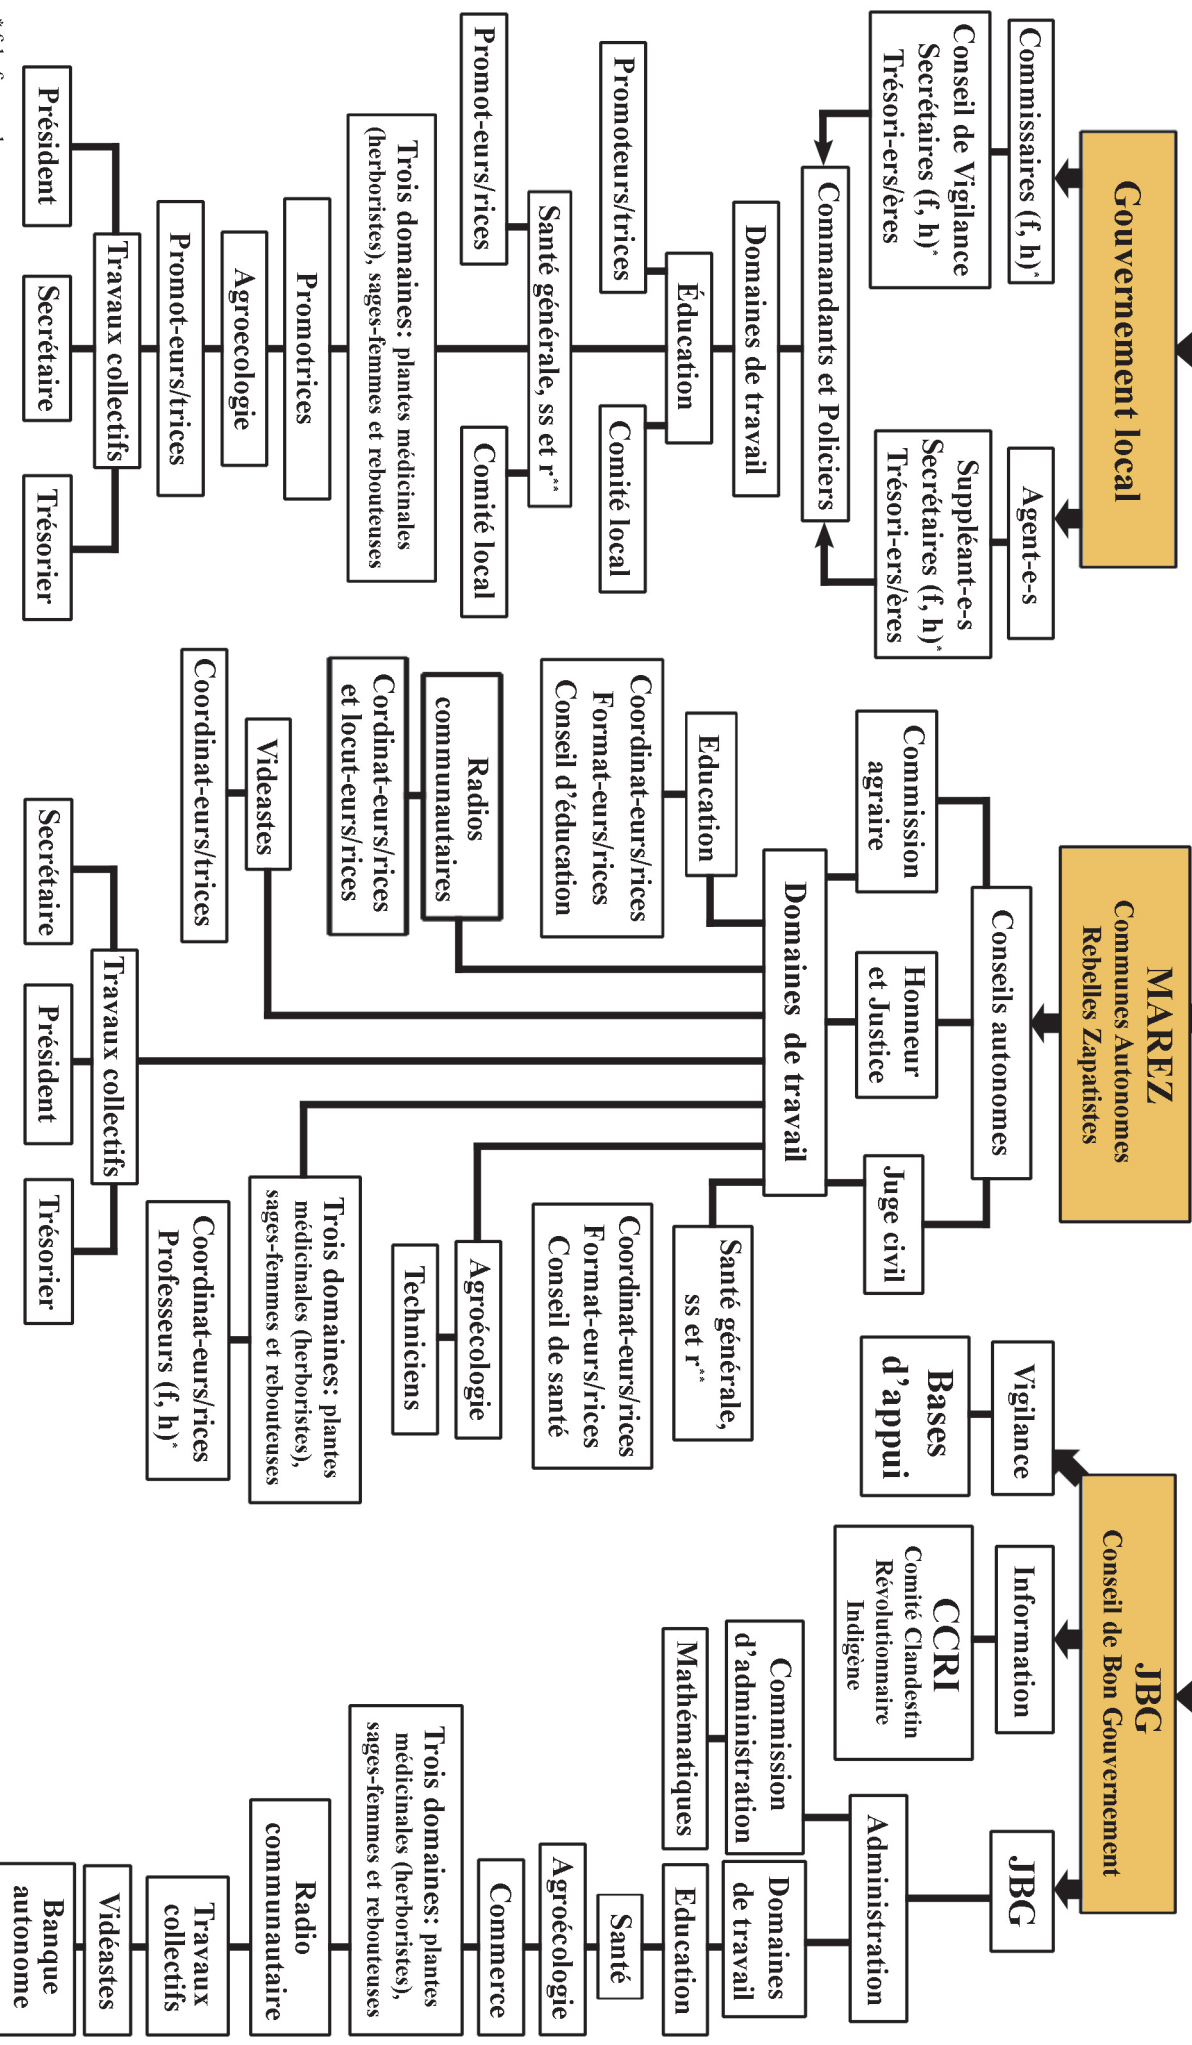 Gouvernement local
Commissaires (f, h)*
Conseil de Vigilance
Secrétaires (f, h)*
Trésori-ers/ères
Agent-e-s
Suppléant-e-s
Secrétaires (f, h)*
Trésori-ers/ères
Commandants et Policiers
Domaines de travail
Éducation
Promoteurs/trices
Comité local
Santé générale, ss et r**
Promot-eurs/rices
Comité local
Trois domaines: plantes médicinales
(herboristes), sages-femmes et rebouteuses
Promotrices
Agroecologie
Promot-eurs/trices
Travaux collectifs
Président
Secrétaire
Trésorier
MAREZ
Communes Autonomes
Rebelles Zapatistes
Conseils autonomes
Commission
agraire
Honneur
et Justice
Juge civil
Domaines de travail
Education
Coordinat-eurs/rices
Format-eurs/rices
Conseil d'éducation
Radios
communautaires
Cordinat-eurs/rices
et locut-eurs/rices
Videastes
Coordinat-eurs/trices
Santé générale,
ss et r**
Coordinat-eurs/rices
Format-eurs/rices
Conseil de santé
Agroécologie
Techniciens
Trois domaines: plantes
médicinales (herboristes),
sages-femmes et rebouteuses
Coordinat-eurs/rices
Professeurs (f, h)*
Travaux collectifs
Secrétaire
Président
Trésorier
JBG
Conseil de Bon Gouvernement
Vigilance
Bases
d'appui
Information
CCRI
Comité Clandestin
Révolutionnaire
Indigène
JBG
Administration
Commission
d'administration
Mathématiques
Domaines
de travail
Education
Santé
Agroécologie
Commerce
Trois domaines: plantes
médicinales (herboristes),
sages-femmes et rebouteuses
Radio
communautaire
Travaux
collectifs
Vidéastes
Banque
autonome